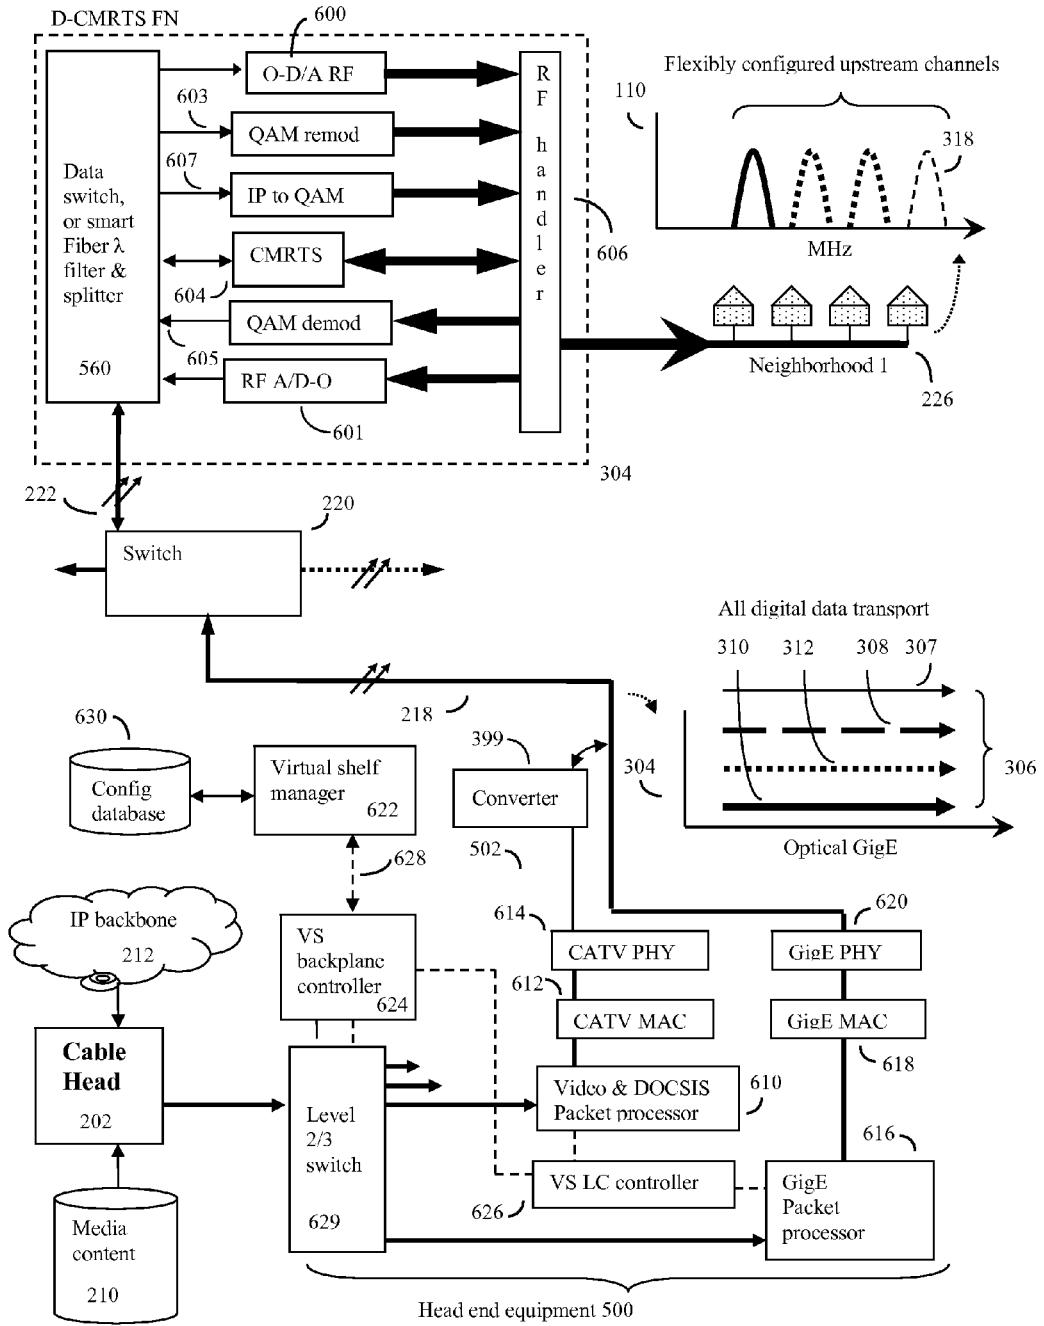 D-CMRTS FN
600
O-D/A RF
603
QAM remod
607
IP to QAM
CMRTS
604
QAM demod
605
RF A/D-O
601
Data
switch,
or smart
Fiber λ
filter &
splitter
560
RF handler
606
304
Flexibly configured upstream channels
110
318
MHz
Neighborhood 1
226
222
220
Switch
218
All digital data transport
310
312
308
307
306
304
Optical GigE
630
Config
database
Virtual shelf
manager
622
628
399
Converter
502
IP backbone
212
VS
backplane
controller
624
614
CATV PHY
612
CATV MAC
620
GigE PHY
GigE MAC
618
Cable
Head
202
Level
2/3
switch
629
Video & DOCSIS
Packet processor
610
616
VS LC controller
626
GigE
Packet
processor
Media
content
210
Head end equipment 500